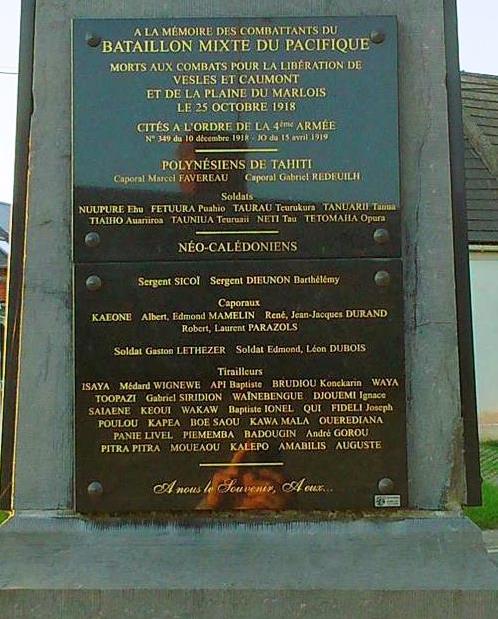 A LA MÉMOIRE DES COMBATTANTS DU
BATAILLON MIXTE DU PACIFIQUE
MORTS AUX COMBATS POUR LA LIBÉRATION DE
VESLES ET CAUMONT
ET DE LA PLAINE DU MARLOIS
LE 25 OCTOBRE 1918
CITÉS A L'ORDRE DE LA 4ème ARMÉE
N° 349 du 10 décembre 1918 - JO du 15 avril 1919
POLYNÉSIENS DE TAHITI
Caporal Marcel FAVEREAU Caporal Gabriel REDEUILH
Soldats
NUUPURE Ehu FETUURA Puahio TAURAU Teurukura TANUARII Tanua
TIAIHO Auariiroa TAUNIUA Teuruaii NETI Tau TETOMAHA Opura
NÉO-CALÉDONIENS
Sergent SICOÏ Sergent DIEUNON Barthélémy
Caporaux
KAEONE Albert, Edmond MAMELIN René, Jean-Jacques DURAND
Robert, Laurent PARAZOLS
Soldat Gaston LETHEZER Soldat Edmond, Léon DUBOIS
Tirailleurs
ISAYA Médard WIGNEWE API Baptiste BRUDIOU Konekarin WAYA
TOOPAZI Gabriel SIRIDION WAÏNEBENGUE DJOUEMI Ignace
SAIAENE KEOUI WAKAW Baptiste IONEL QUI FIDELI Joseph
POULOU KAPEA BOE SAOU KAWA MALA OUEREDIANA
PANIE LIVEL PIEMEMBA BADOUGIN André GOROU
PITRA PITRA MOUEAOU KALEPO AMABILIS AUGUSTE
A nous le Souvenir, A eux...